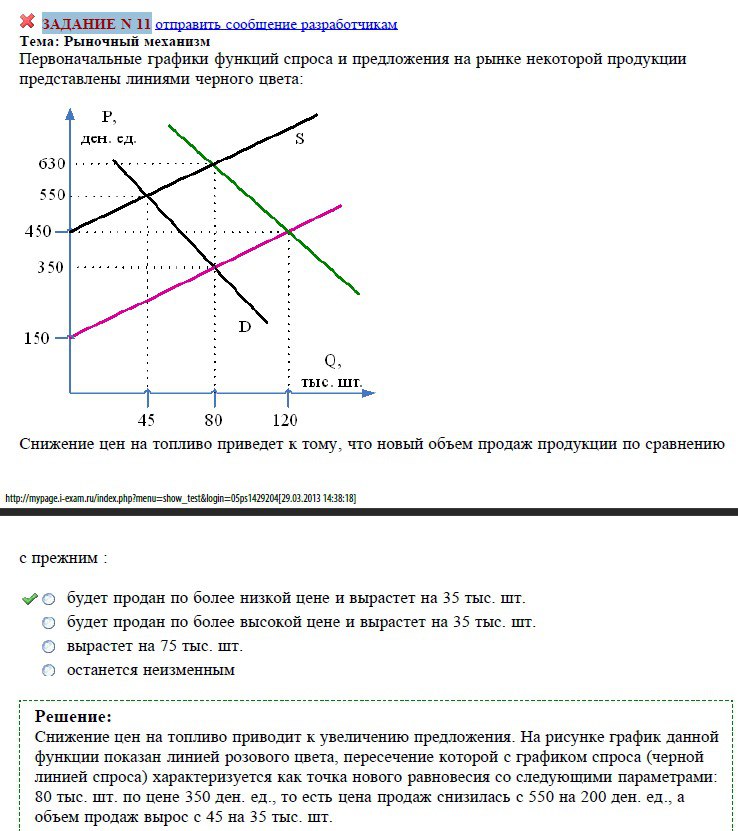 ЗАДАНИЕ N 11 отправить сообщение разработчикам
Тема: Рыночный механизм
Первоначальные графики функций спроса и предложения на рынке некоторой продукции
представлены линиями черного цвета:
P,
ден. ед.
S
630
550
450
350
D
150
Q,
тыс. шт.
45 80 120
Снижение цен на топливо приведет к тому, что новый объем продаж продукции по сравнению
http://mypage.i-exam.ru/index.php?menu=show_test&login=05ps1429204[29.03.2013 14:38:18]
с прежним :
будет продан по более низкой цене и вырастет на 35 тыс. шт.
будет продан по более высокой цене и вырастет на 35 тыс. шт.
вырастет на 75 тыс. шт.
останется неизменным
Решение:
Снижение цен на топливо приводит к увеличению предложения. На рисунке график данной
функции показан линией розового цвета, пересечение которой с графиком спроса (черной
линией спроса) характеризуется как точка нового равновесия со следующими параметрами:
80 тыс. шт. по цене 350 ден. ед., то есть цена продаж снизилась с 550 на 200 ден. ед., а
объем продаж вырос с 45 на 35 тыс. шт.